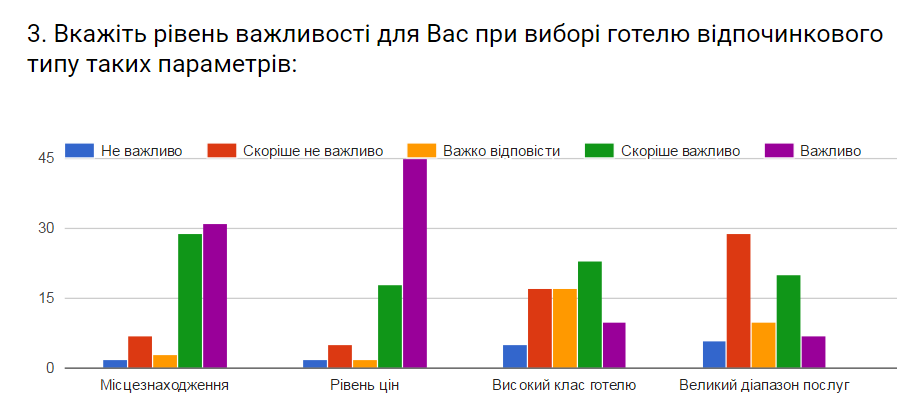 3. Вкажіть рівень важливості для Вас при виборі готелю відпочинкового
типу таких параметрів:
Не важливо Скоріше не важливо Важко відповісти Скоріше важливо Важливо
45
30
15
0
Місцезнаходження Рівень цін Високий клас готелю Великий діапазон послуг